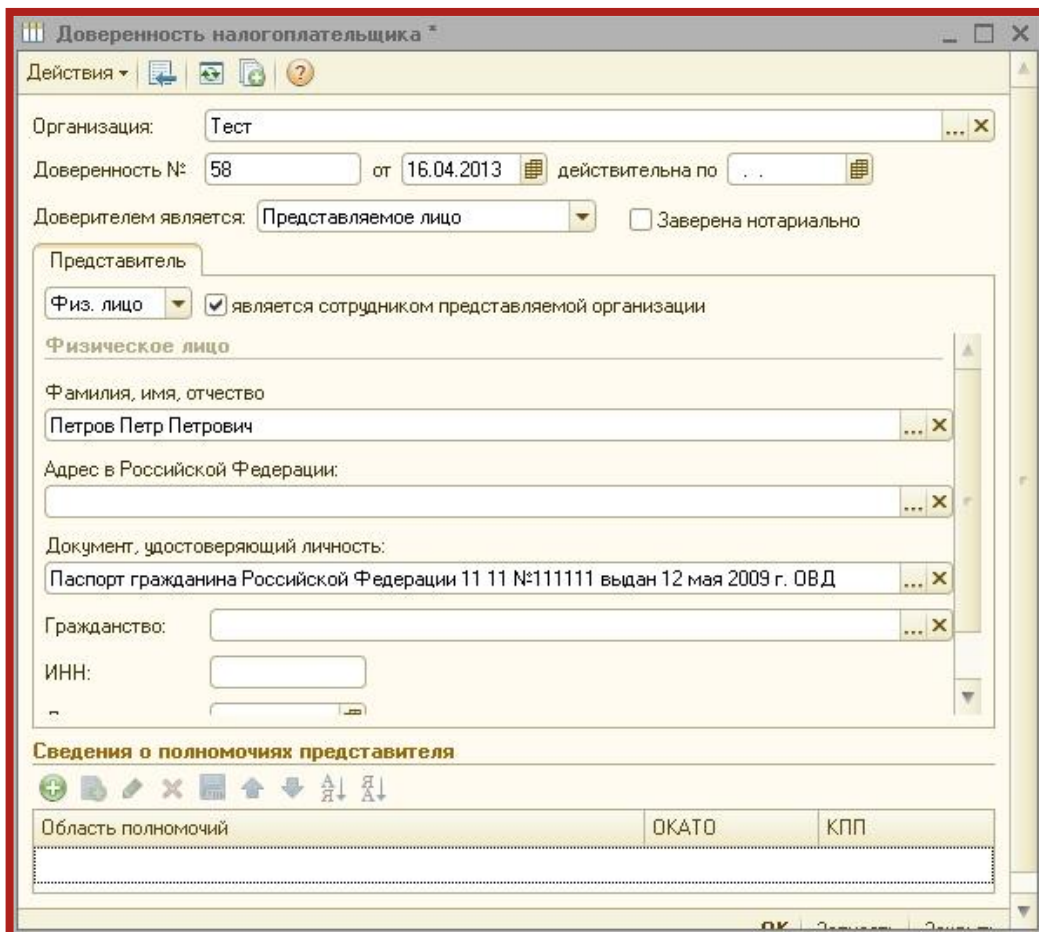 Доверенность налогоплательщика *
Действия
Организация: Тест ...
Доверенность № 58 от 16.04.2013 действительна по . .
Доверителем является: Представляемое лицо Заверена нотариально
Представитель
Физ. лицо является сотрудником представляемой организации
Физическое лицо
Фамилия, имя, отчество
Петров Петр Петрович ...
Адрес в Российской Федерации:
...
Документ, удостоверяющий личность:
Паспорт гражданина Российской Федерации 11 11 №111111 выдан 12 мая 2009 г. ОВД ...
Гражданство: ...
ИНН:
Сведения о полномочиях представителя
Область полномочий ОКАТО КПП
ОК Записать Закрыть